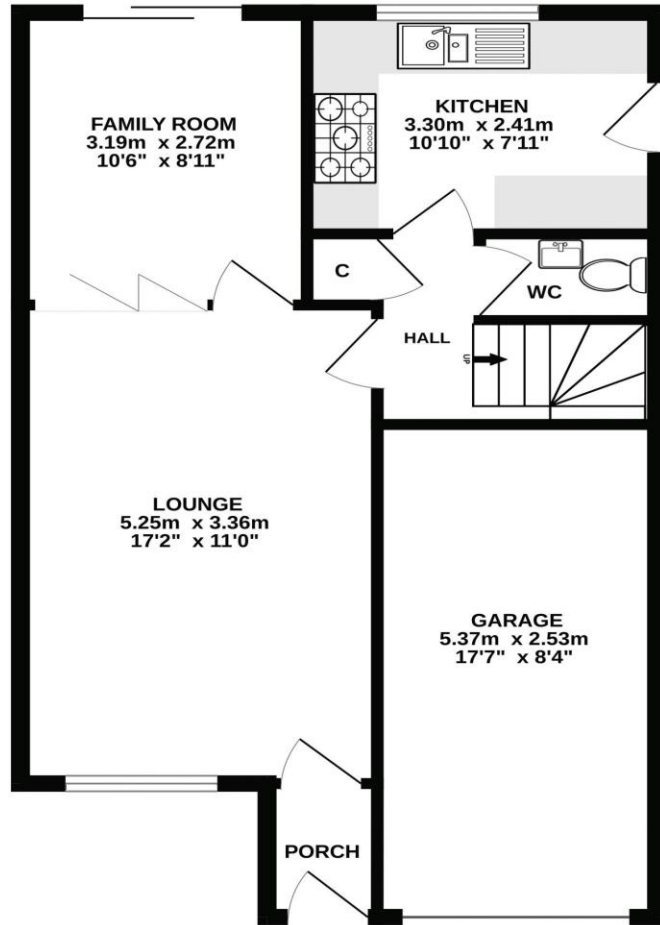 FAMILY ROOM
3.19m x 2.72m
10'6" x 8'11"
KITCHEN
3.30m x 2.41m
10'10" x 7'11"
C
WC
HALL
UP
LOUNGE
5.25m x 3.36m
17'2" x 11'0"
GARAGE
5.37m x 2.53m
17'7" x 8'4"
PORCH